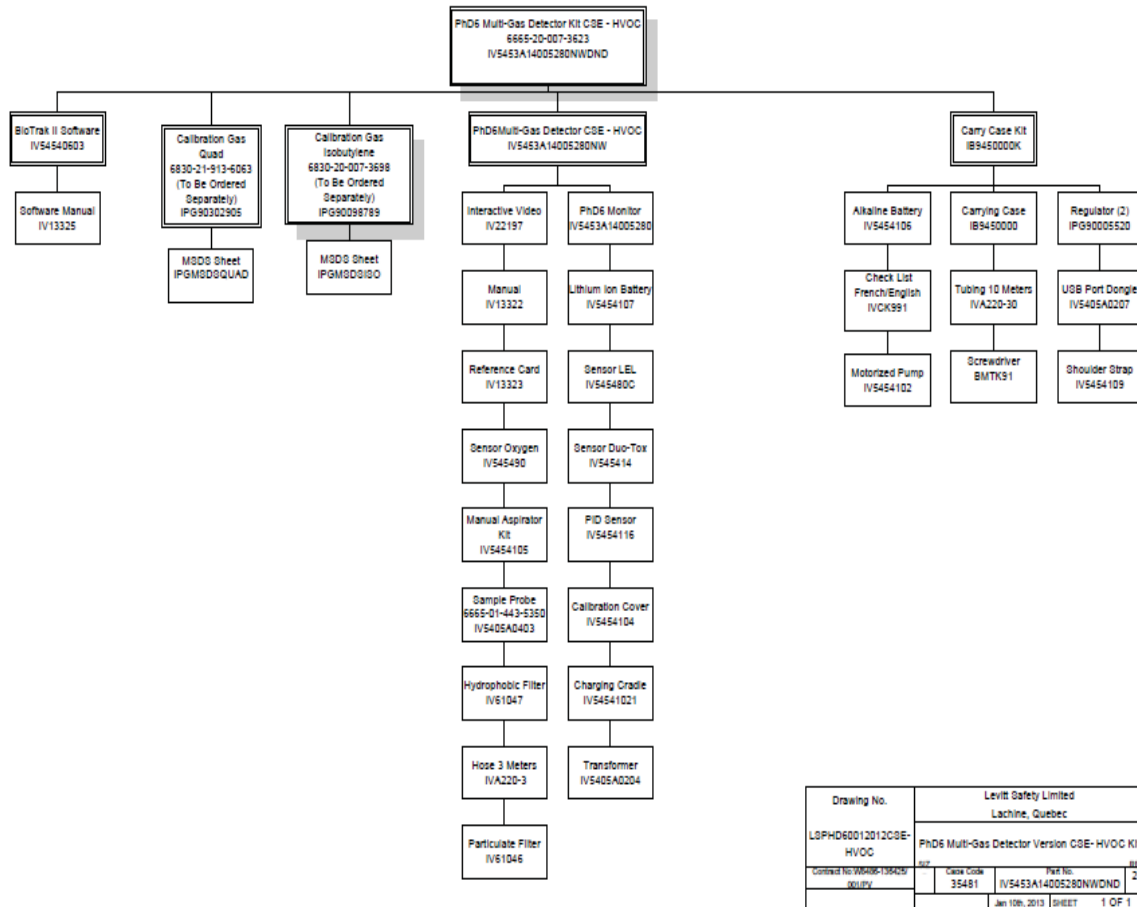 PhD6 Multi-Gas Detector Kit CSE - HVOC
6665-20-007-3623
IV5453A14005280NWDND
BioTrak II Software
IV54540603
Software Manual
IV13325
Calibration Gas
Quad
6830-21-913-6063
(To Be Ordered
Separately)
IPG90302905
MSDS Sheet
IPGMSDSQUAD
Calibration Gas
Isobutylene
6830-20-007-3698
(To Be Ordered
Separately)
IPG90098789
MSDS Sheet
IPGMSDSISO
PhD6Multi-Gas Detector CSE - HVOC
IV5453A14005280NW
Interactive Video
IV22197
Manual
IV13322
Reference Card
IV13323
Sensor Oxygen
IV545490
Manual Aspirator
Kit
IV5454105
Sample Probe
6665-01-443-5350
IV5405A0403
Hydrophobic Filter
IV61047
Hose 3 Meters
IVA220-3
Particulate Filter
IV61046
PhD6 Monitor
IV5453A14005280
Lithium Ion Battery
IV5454107
Sensor LEL
IV545480C
Sensor Duo-Tox
IV545414
PID Sensor
IV5454116
Calibration Cover
IV5454104
Charging Cradle
IV54541021
Transformer
IV5405A0204
Carry Case Kit
IB9450000K
Alkaline Battery
IV5454106
Check List
French/English
IVCK991
Motorized Pump
IV5454102
Carrying Case
IB9450000
Tubing 10 Meters
IVA220-30
Screwdriver
BMTK91
Regulator (2)
IPG90005520
USB Port Dongle
IV5405A0207
Shoulder Strap
IV5454109
Drawing No.
LSPHD60012012CSE-
HVOC
Levitt Safety Limited
Lachine, Quebec
PhD6 Multi-Gas Detector Version CSE- HVOC Ki
Contract No
001/PV
Cage Code
35481
Part No.
IV5453A14005280NWDND
2
Jan 10th, 2013
SHEET
1 OF 1